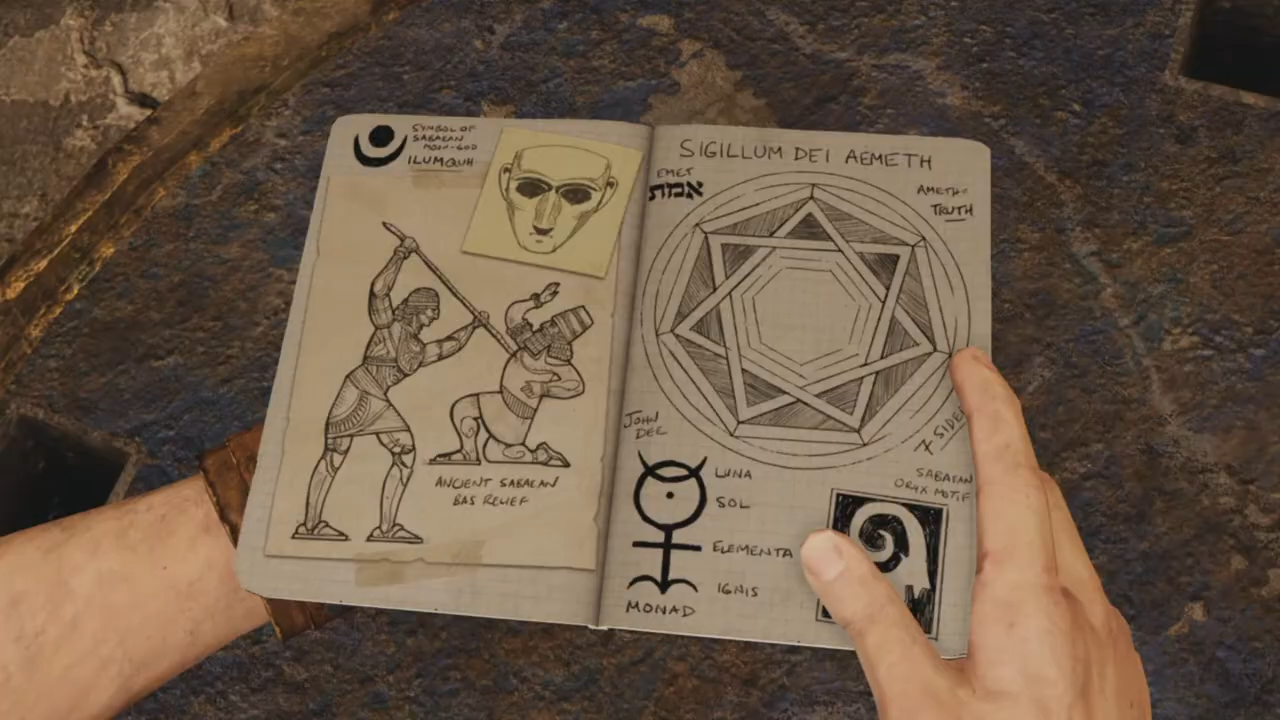 SYMBOL OF
SABAEAN
MOON-GOD
ILUMQUH
ANCIENT SABAEAN
BAS RELIEF
SIGILLUM DEI AEMETH
EMET
אמת
AMETH=
TRUTH
7 SIDES
JOHN
DEE
LUNA
SOL
ELEMENTA
IGNIS
MONAD
SABAEAN
ORYX MOTIF